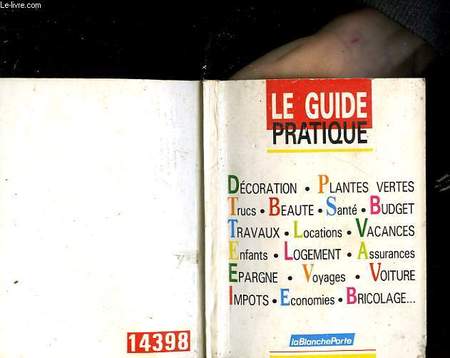 Le-livre.com
LE GUIDE
PRATIQUE
DÉCORATION • PLANTES VERTES
Trucs • BEAUTE • Santé • BUDGET
TRAVAUX • Locations • VACANCES
Enfants • LOGEMENT • Assurances
EPARGNE • Voyages • VOITURE
IMPOTS • Economies • BRICOLAGE...
laBlanchePorte
14398